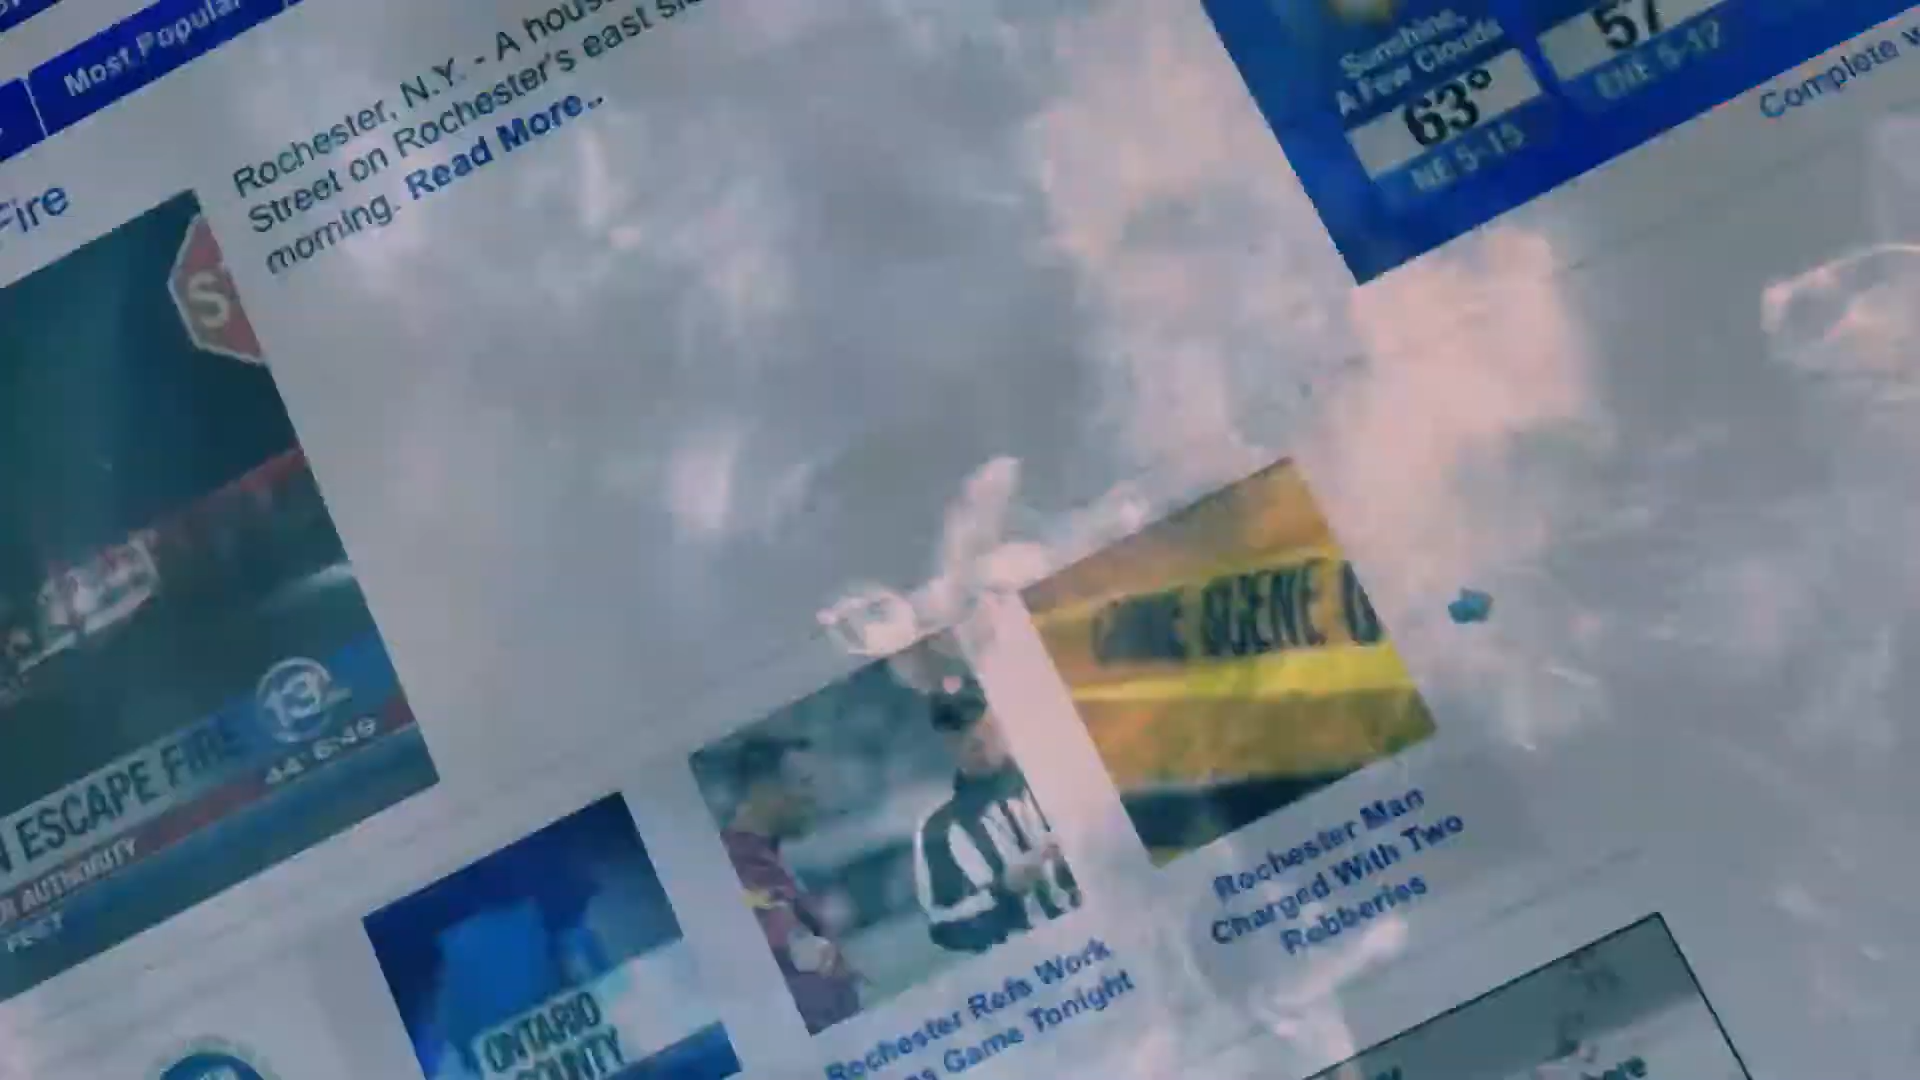 Most Popular
Fire
Rochester, N.Y. - A hous
Street on Rochester's east si
morning. Read More..
Sunshine,
A Few Clouds
63°
NE 5-15
57
ENE 5-17
Complete
S
13
44° 6:49
ESCAPE FIRE
AUTHORITY
ONTARIO
COUNTY
Rochester Refs Work
Game Tonight
SCENE
Rochester Man
Charged With Two
Robberies